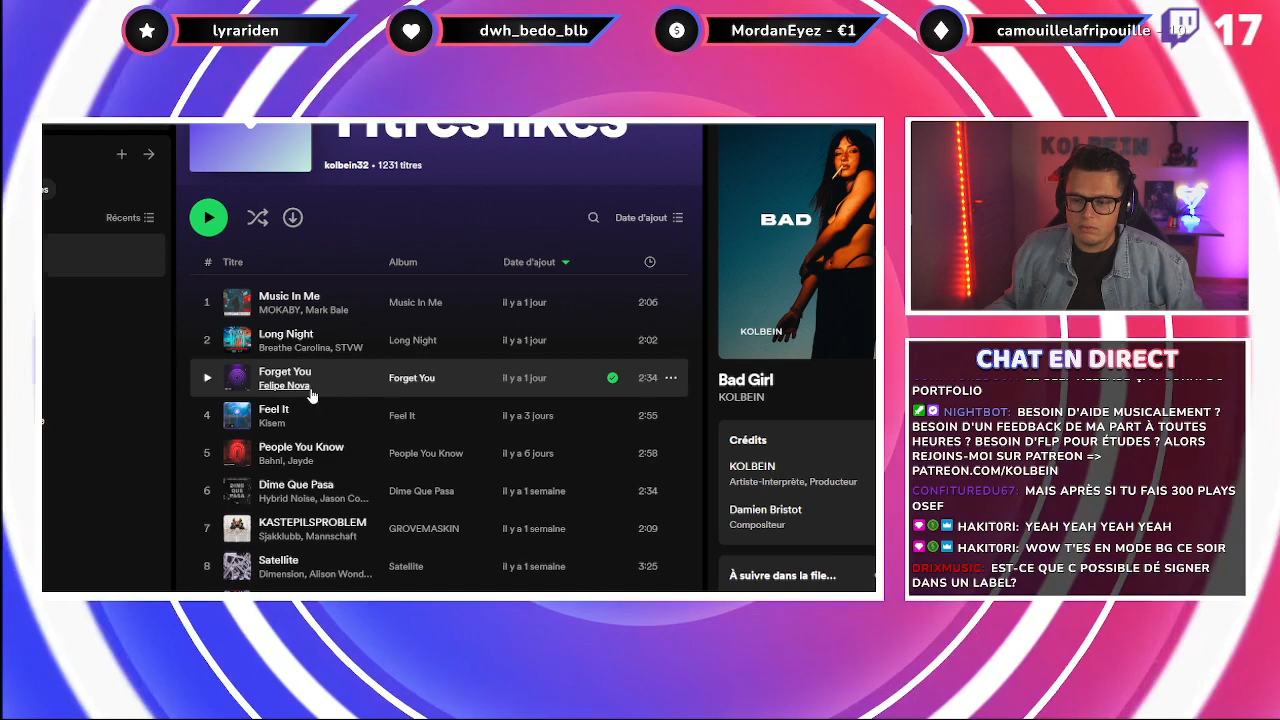 lyrariden
dwh_bedo_blb
MordanEyez - €1
camouillelafripouille
17
Titres likés
kolbein32 • 1231 titres
es
Récents
Date d'ajout
# Titre Album Date d'ajout
1 Music In Me Music In Me il y a 1 jour 2:06
MOKABY, Mark Bale
2 Long Night Long Night il y a 1 jour 2:02
Breathe Carolina, STVW
Forget You Forget You il y a 1 jour 2:34
Felipe Nova
4 Feel It Feel It il y a 3 jours 2:55
Kisem
5 People You Know People You Know il y a 6 jours 2:58
Bahnl, Jayde
6 Dime Que Pasa Dime Que Pasa il y a 1 semaine 2:34
Hybrid Noise, Jason Co...
7 KASTEPILSPROBLEM GROVEMASKIN il y a 1 semaine 2:09
Sjakklubb, Mannschaft
8 Satellite Satellite il y a 1 semaine 3:25
Dimension, Alison Wond...
BAD
KOLBEIN
Bad Girl
KOLBEIN
Crédits
KOLBEIN
Artiste-Interprète, Producteur
Damien Bristot
Compositeur
À suivre dans la file...
KOLBEIN
CHAT EN DIRECT
PORTFOLIO
NIGHTBOT: BESOIN D'AIDE MUSICALEMENT ?
BESOIN D'UN FEEDBACK DE MA PART À TOUTES
HEURES ? BESOIN D'FLP POUR ÉTUDES ? ALORS
REJOINS-MOI SUR PATREON =>
PATREON.COM/KOLBEIN
CONFITUREDU67: MAIS APRÈS SI TU FAIS 300 PLAYS
OSEF
HAKIT0RI: YEAH YEAH YEAH YEAH
HAKIT0RI: WOW T'ES EN MODE BG CE SOIR
DRIXMUSIC: EST-CE QUE C POSSIBLE DÉ SIGNER
DANS UN LABEL?